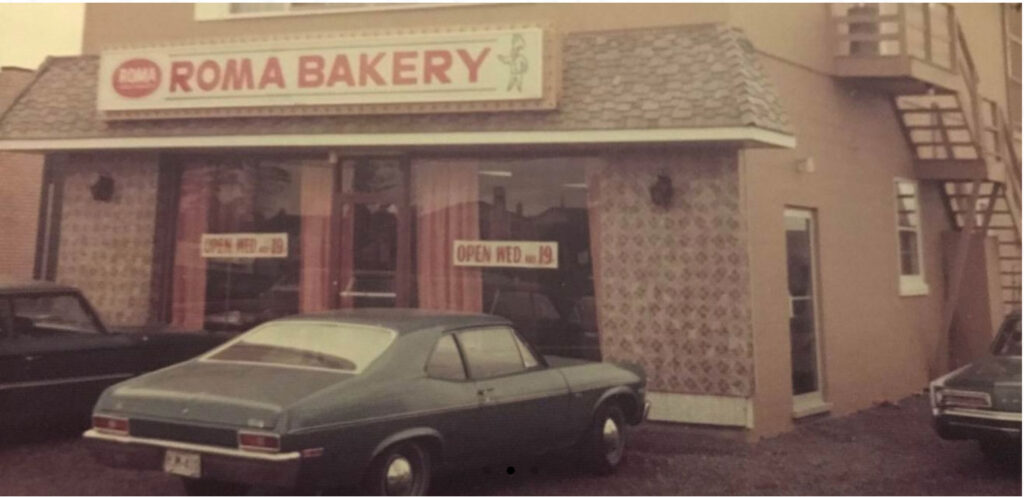 ROMA
ROMA BAKERY
OPEN WED. 19
OPEN WED. 19